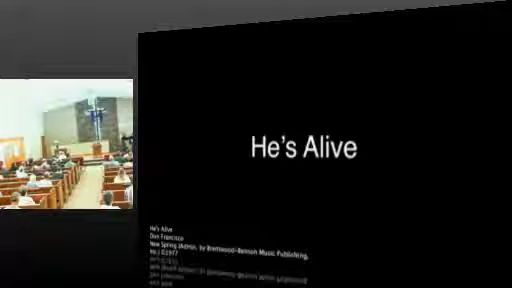 He's Alive
He's Alive
Don Francisco
New Spring (Admin. by Brentwood-Benson Music Publishing,
Inc.) ©1977